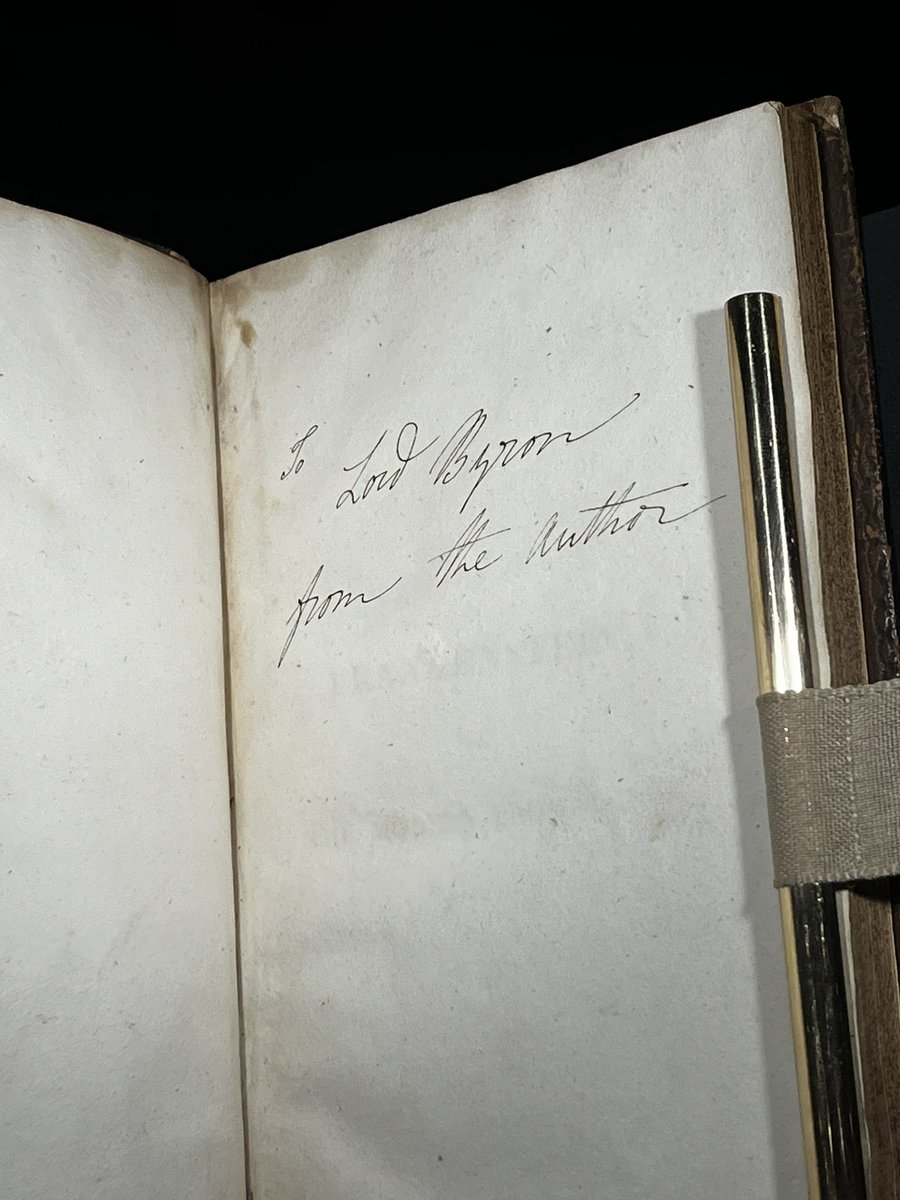 To Lord Byron
from the author